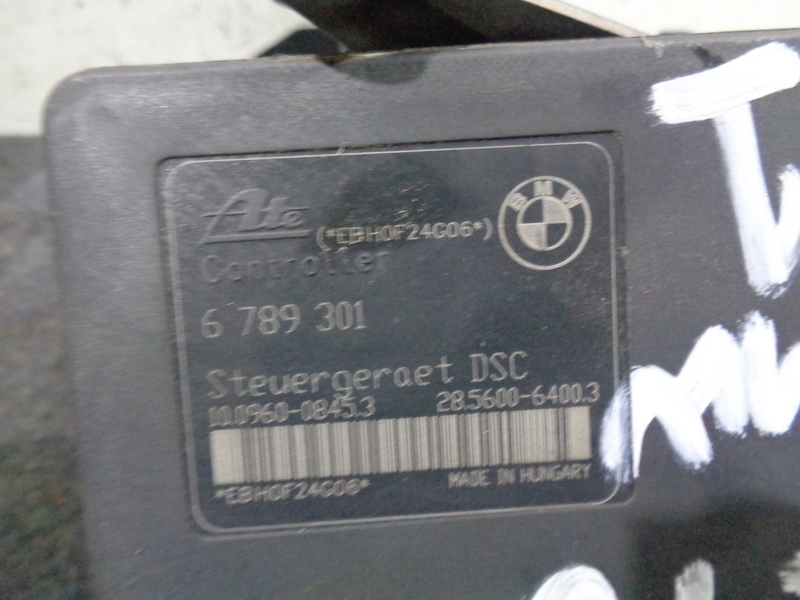 Ate
(*EBH0F24G06*)
BMW
Controller
6 789 301
Steuergeraet DSC
10.0960-0845.3 28.5600-6400.3
*EBH0F24G06*
MADE IN HUNGARY